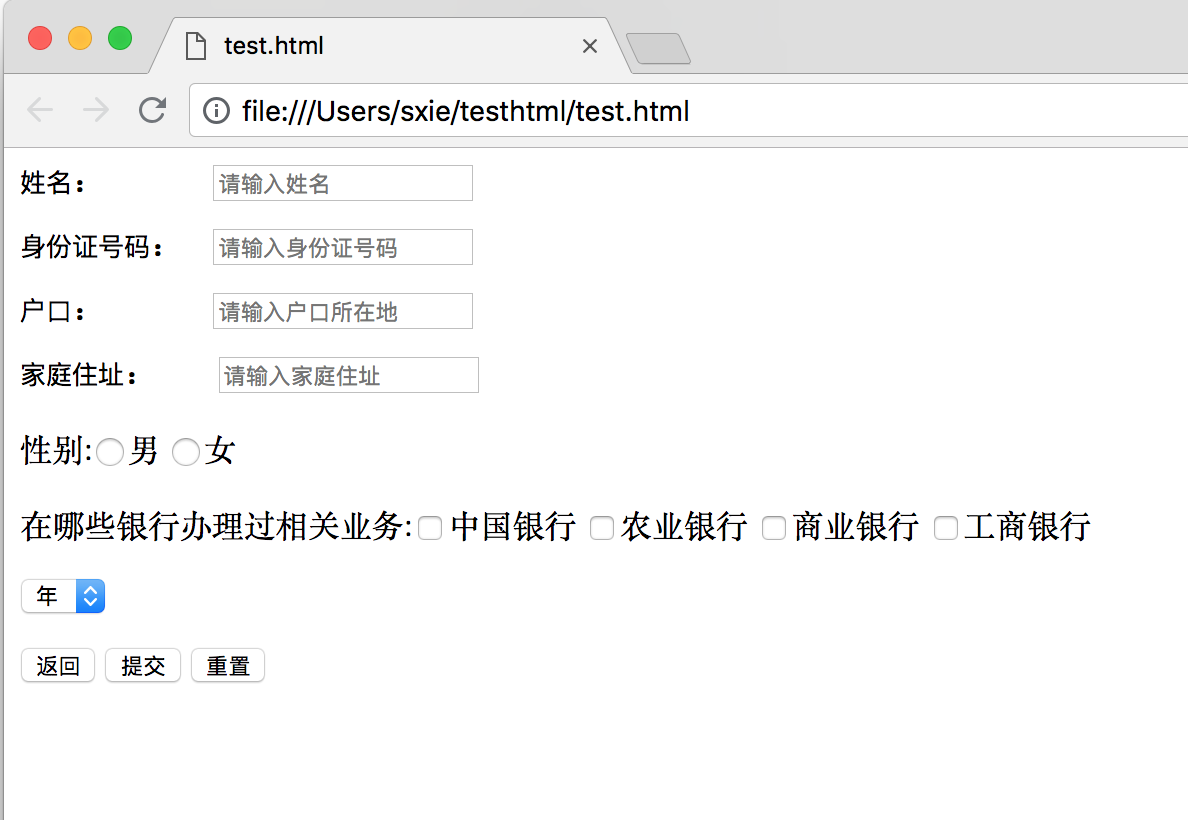 test.html
file:///Users/sxie/testhtml/test.html
姓名： 请输入姓名
身份证号码： 请输入身份证号码
户口： 请输入户口所在地
家庭住址： 请输入家庭住址
性别:男 女
在哪些银行办理过相关业务:中国银行 农业银行 商业银行 工商银行
年
返回 提交 重置